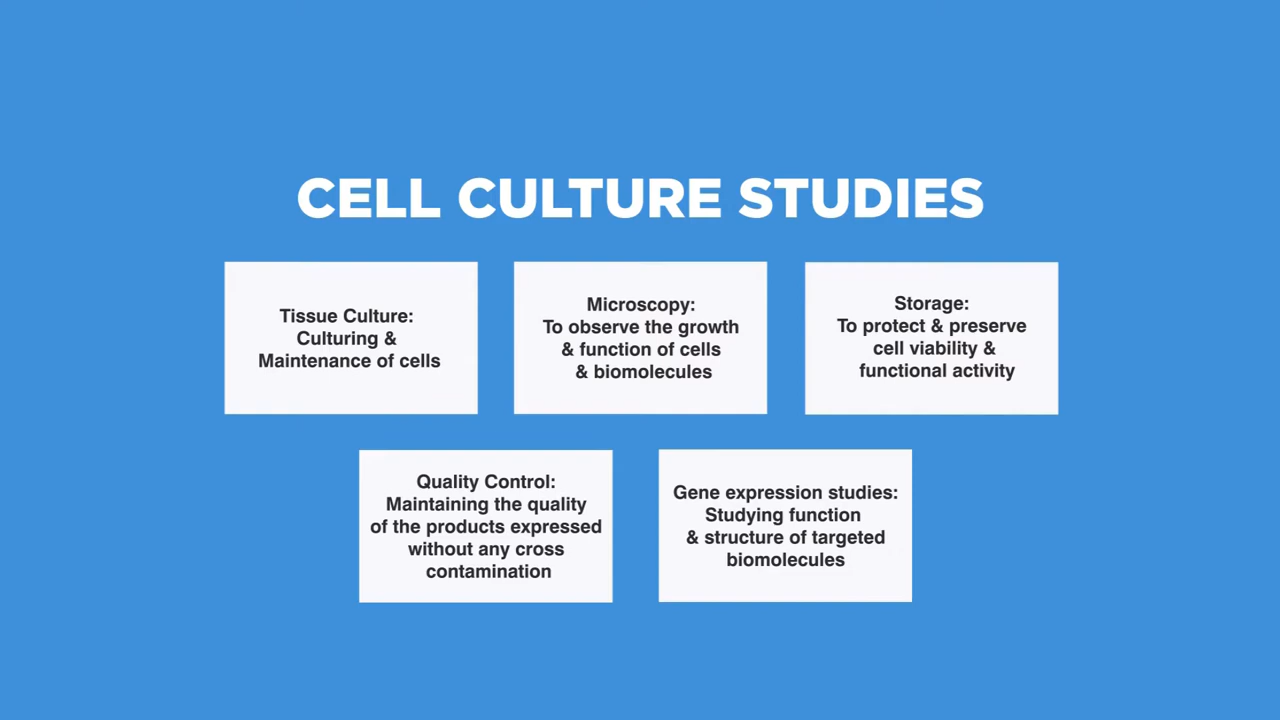 CELL CULTURE STUDIES
Tissue Culture:
Culturing &
Maintenance of cells
Microscopy:
To observe the growth
& function of cells
& biomolecules
Storage:
To protect & preserve
cell viability &
functional activity
Quality Control:
Maintaining the quality
of the products expressed
without any cross
contamination
Gene expression studies:
Studying function
& structure of targeted
biomolecules